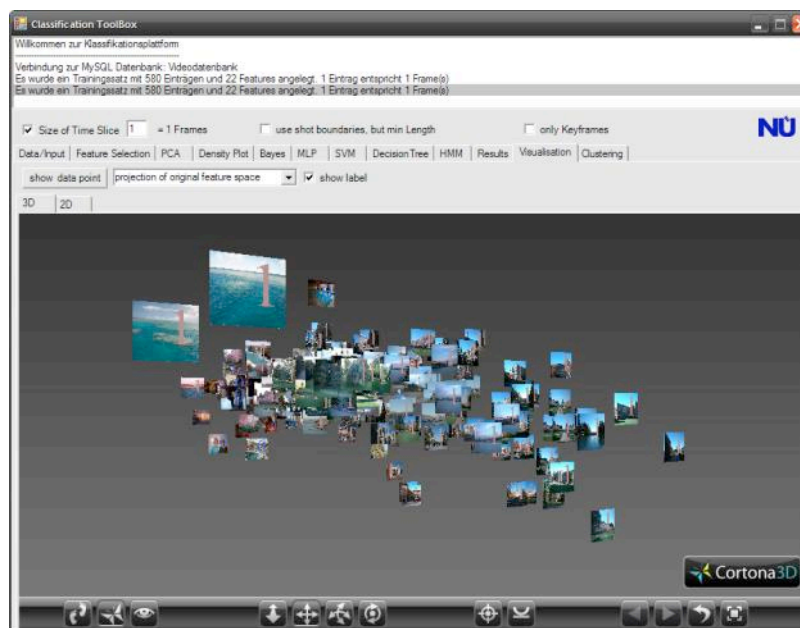 Classification ToolBox
Willkommen zur Klassifikationsplattform
Verbindung zur MySQL Datenbank: Videodatenbank
Es wurde ein Trainingssatz mit 580 Einträgen und 22 Features angelegt. 1 Eintrag entspricht 1 Frame(s)
Es wurde ein Trainingssatz mit 580 Einträgen und 22 Features angelegt. 1 Eintrag entspricht 1 Frame(s)
Size of Time Slice 1 = 1 Frames use shot boundaries, but min Length only Keyframes
NÜ
Data/Input Feature Selection PCA Density Plot Bayes MLP SVM Decision Tree HMM Results Visualisation Clustering
show data point projection of original feature space show label
3D 2D
1
1
Cortona3D